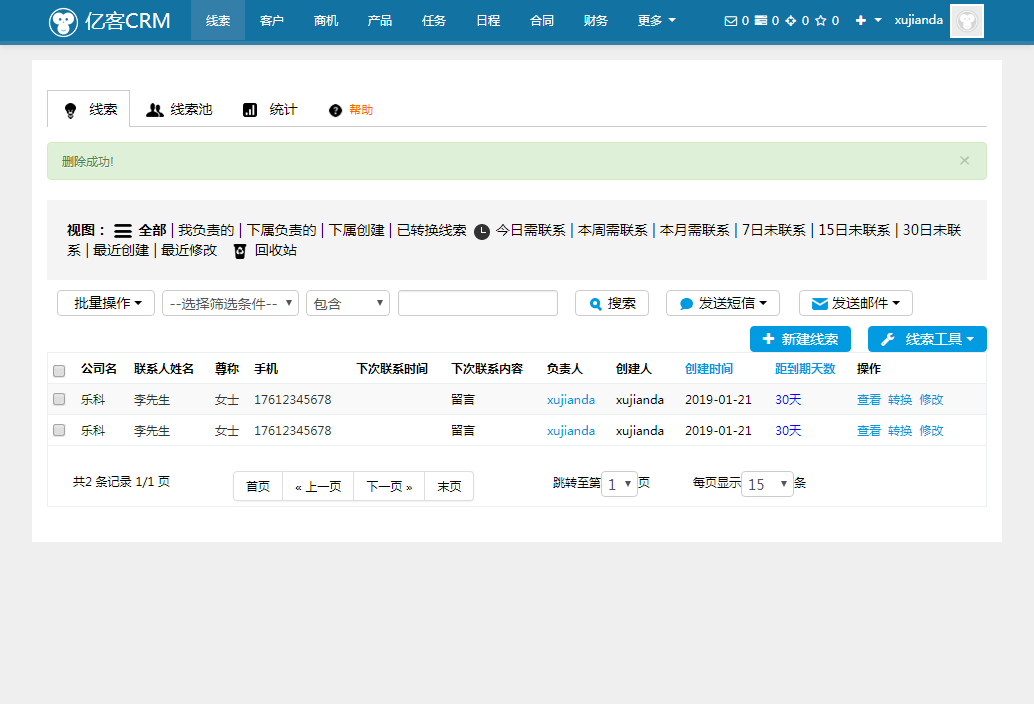 亿客CRM 线索 客户 商机 产品 任务 日程 合同 财务 更多 0 0 0 0 xujianda
线索 线索池 统计 帮助
删除成功! ×
视图： 全部 | 我负责的 | 下属负责的 | 下属创建 | 已转换线索 今日需联系 | 本周需联系 | 本月需联系 | 7日未联系 | 15日未联系 | 30日未联
系 | 最近创建 | 最近修改 回收站
批量操作 --选择筛选条件-- 包含 搜索 发送短信 发送邮件
新建线索 线索工具
公司名 联系人姓名 尊称 手机 下次联系时间 下次联系内容 负责人 创建人 创建时间 距到期天数 操作
乐科 李先生 女士 17612345678 留言 xujianda xujianda 2019-01-21 30天 查看 转换 修改
乐科 李先生 女士 17612345678 留言 xujianda xujianda 2019-01-21 30天 查看 转换 修改
共2 条记录 1/1 页 首页 « 上一页 下一页 » 末页 跳转至第 1 页 每页显示 15 条